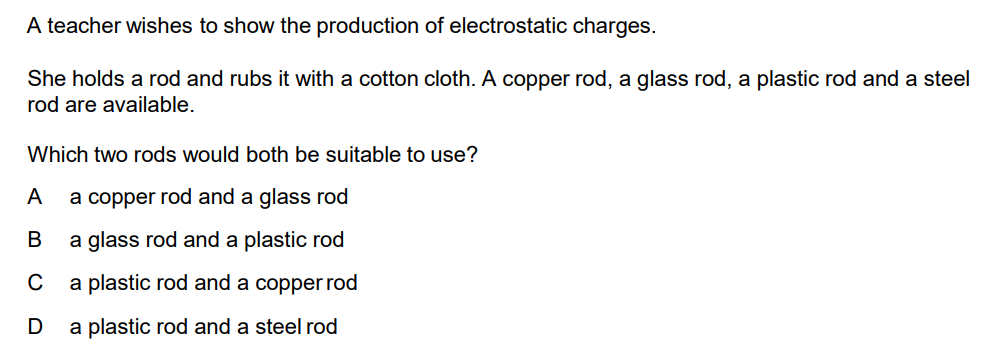 A teacher wishes to show the production of electrostatic charges.
She holds a rod and rubs it with a cotton cloth. A copper rod, a glass rod, a plastic rod and a steel
rod are available.
Which two rods would both be suitable to use?
A a copper rod and a glass rod
B a glass rod and a plastic rod
C a plastic rod and a copper rod
D a plastic rod and a steel rod